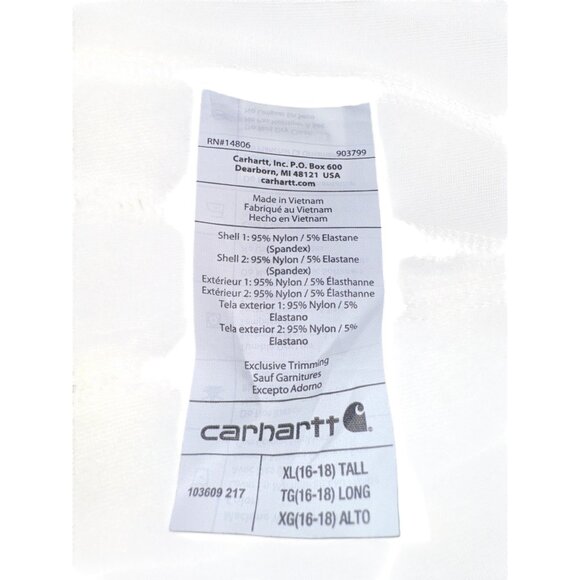 RN#14806 903799
Carhartt, Inc. P.O. Box 600
Dearborn, MI 48121 USA
carhartt.com
Made in Vietnam
Fabriqué au Vietnam
Hecho en Vietnam
Shell 1: 95% Nylon / 5% Elastane
(Spandex)
Shell 2: 95% Nylon / 5% Elastane
(Spandex)
Extérieur 1: 95% Nylon / 5% Élasthanne
Extérieur 2: 95% Nylon / 5% Élasthanne
Tela exterior 1: 95% Nylon / 5%
Elastano
Tela exterior 2: 95% Nylon / 5%
Elastano
Exclusive Trimming
Sauf Garnitures
Excepto Adorno
carhartt
XL(16-18) TALL
103609 217 TG(16-18) LONG
XG(16-18) ALTO